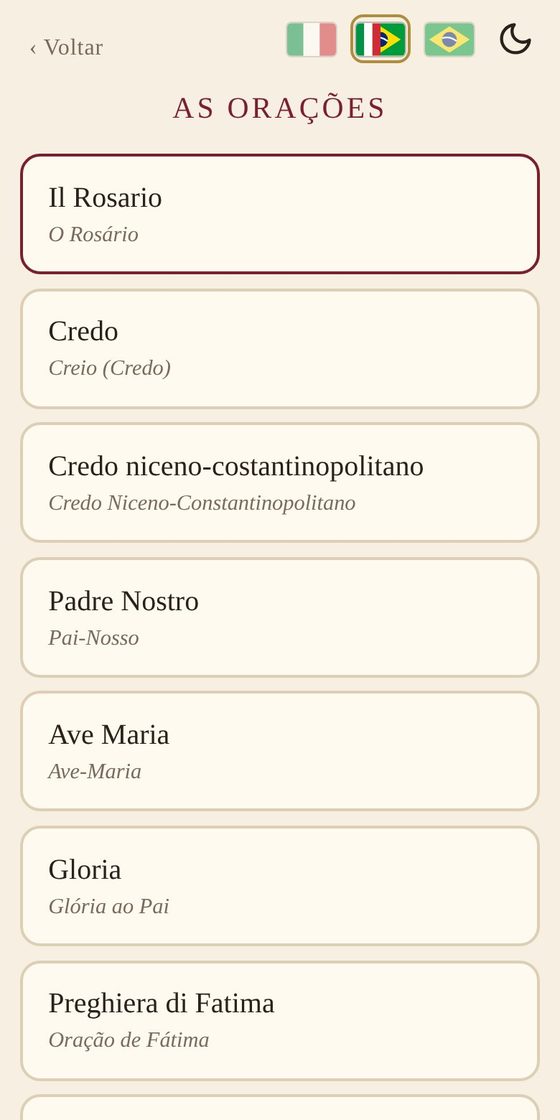 ‹ Voltar
AS ORAÇÕES
Il Rosario
O Rosário
Credo
Creio (Credo)
Credo niceno-costantinopolitano
Credo Niceno-Constantinopolitano
Padre Nostro
Pai-Nosso
Ave Maria
Ave-Maria
Gloria
Glória ao Pai
Preghiera di Fatima
Oração de Fátima